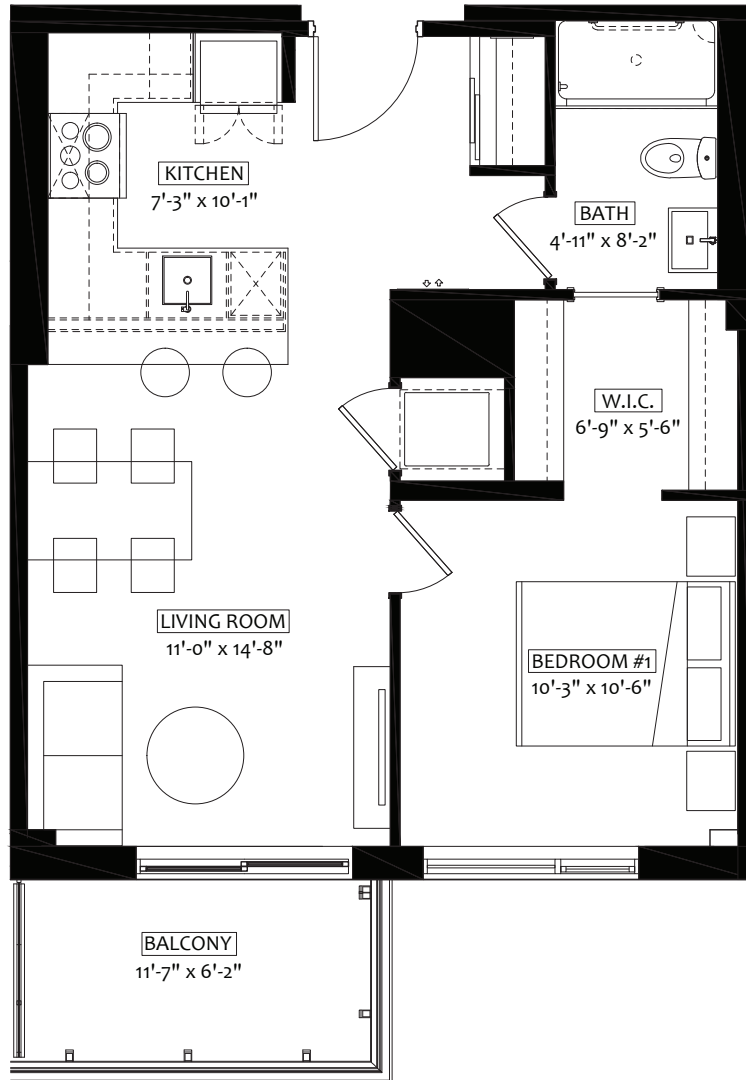 KITCHEN
7'-3" x 10'-1"
BATH
4'-11" x 8'-2"
W.I.C.
6'-9" x 5'-6"
LIVING ROOM
11'-0" x 14'-8"
BEDROOM #1
10'-3" x 10'-6"
BALCONY
11'-7" x 6'-2"